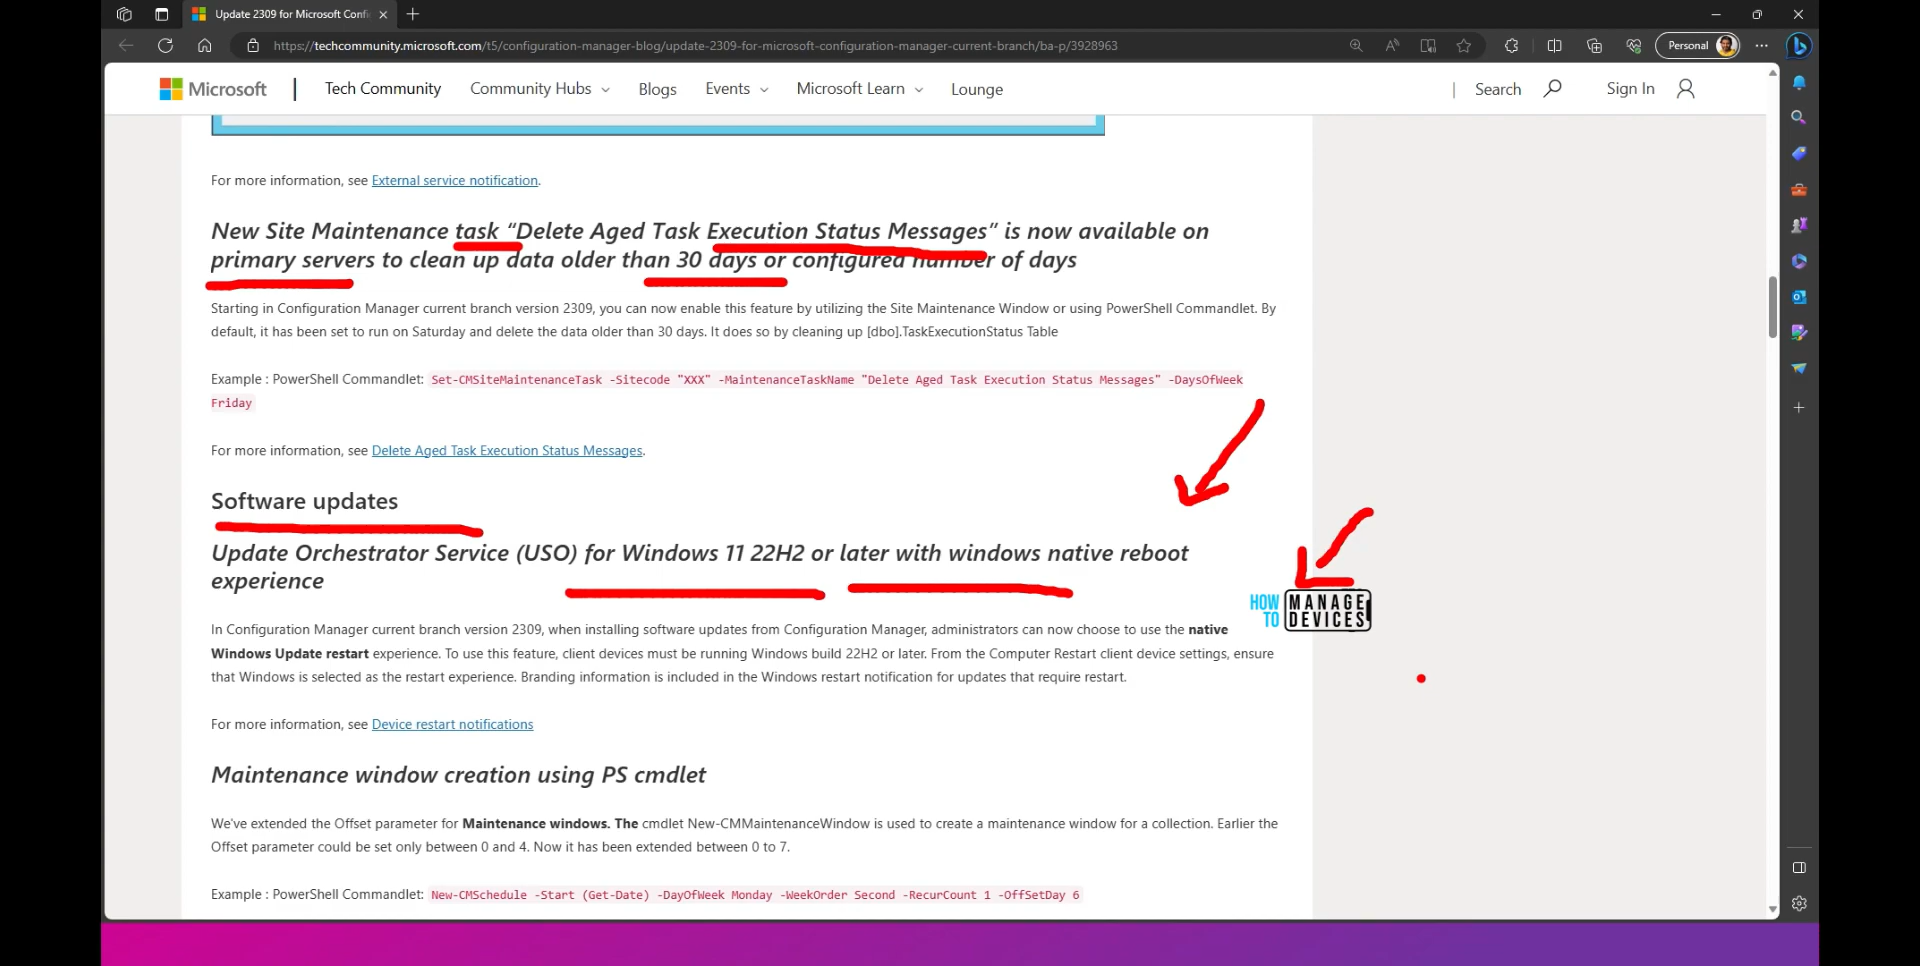 Update 2309 for Microsoft Confi
https://techcommunity.microsoft.com/t5/configuration-manager-blog/update-2309-for-microsoft-configuration-manager-current-branch/ba-p/3928963
Personal
Microsoft | Tech Community Community Hubs Blogs Events Microsoft Learn Lounge | Search Sign In
For more information, see External service notification.
New Site Maintenance task “Delete Aged Task Execution Status Messages” is now available on
primary servers to clean up data older than 30 days or configured number of days
Starting in Configuration Manager current branch version 2309, you can now enable this feature by utilizing the Site Maintenance Window or using PowerShell Commandlet. By
default, it has been set to run on Saturday and delete the data older than 30 days. It does so by cleaning up [dbo].TaskExecutionStatus Table
Example : PowerShell Commandlet: Set-CMSiteMaintenanceTask -Sitecode "XXX" -MaintenanceTaskName "Delete Aged Task Execution Status Messages" -DaysOfWeek
Friday
For more information, see Delete Aged Task Execution Status Messages.
Software updates
Update Orchestrator Service (USO) for Windows 11 22H2 or later with windows native reboot
experience
HOW TO MANAGE DEVICES
In Configuration Manager current branch version 2309, when installing software updates from Configuration Manager, administrators can now choose to use the native
Windows Update restart experience. To use this feature, client devices must be running Windows build 22H2 or later. From the Computer Restart client device settings, ensure
that Windows is selected as the restart experience. Branding information is included in the Windows restart notification for updates that require restart.
For more information, see Device restart notifications
Maintenance window creation using PS cmdlet
We've extended the Offset parameter for Maintenance windows. The cmdlet New-CMMaintenanceWindow is used to create a maintenance window for a collection. Earlier the
Offset parameter could be set only between 0 and 4. Now it has been extended between 0 to 7.
Example : PowerShell Commandlet: New-CMSchedule -Start (Get-Date) -DayOfWeek Monday -WeekOrder Second -RecurCount 1 -OffSetDay 6